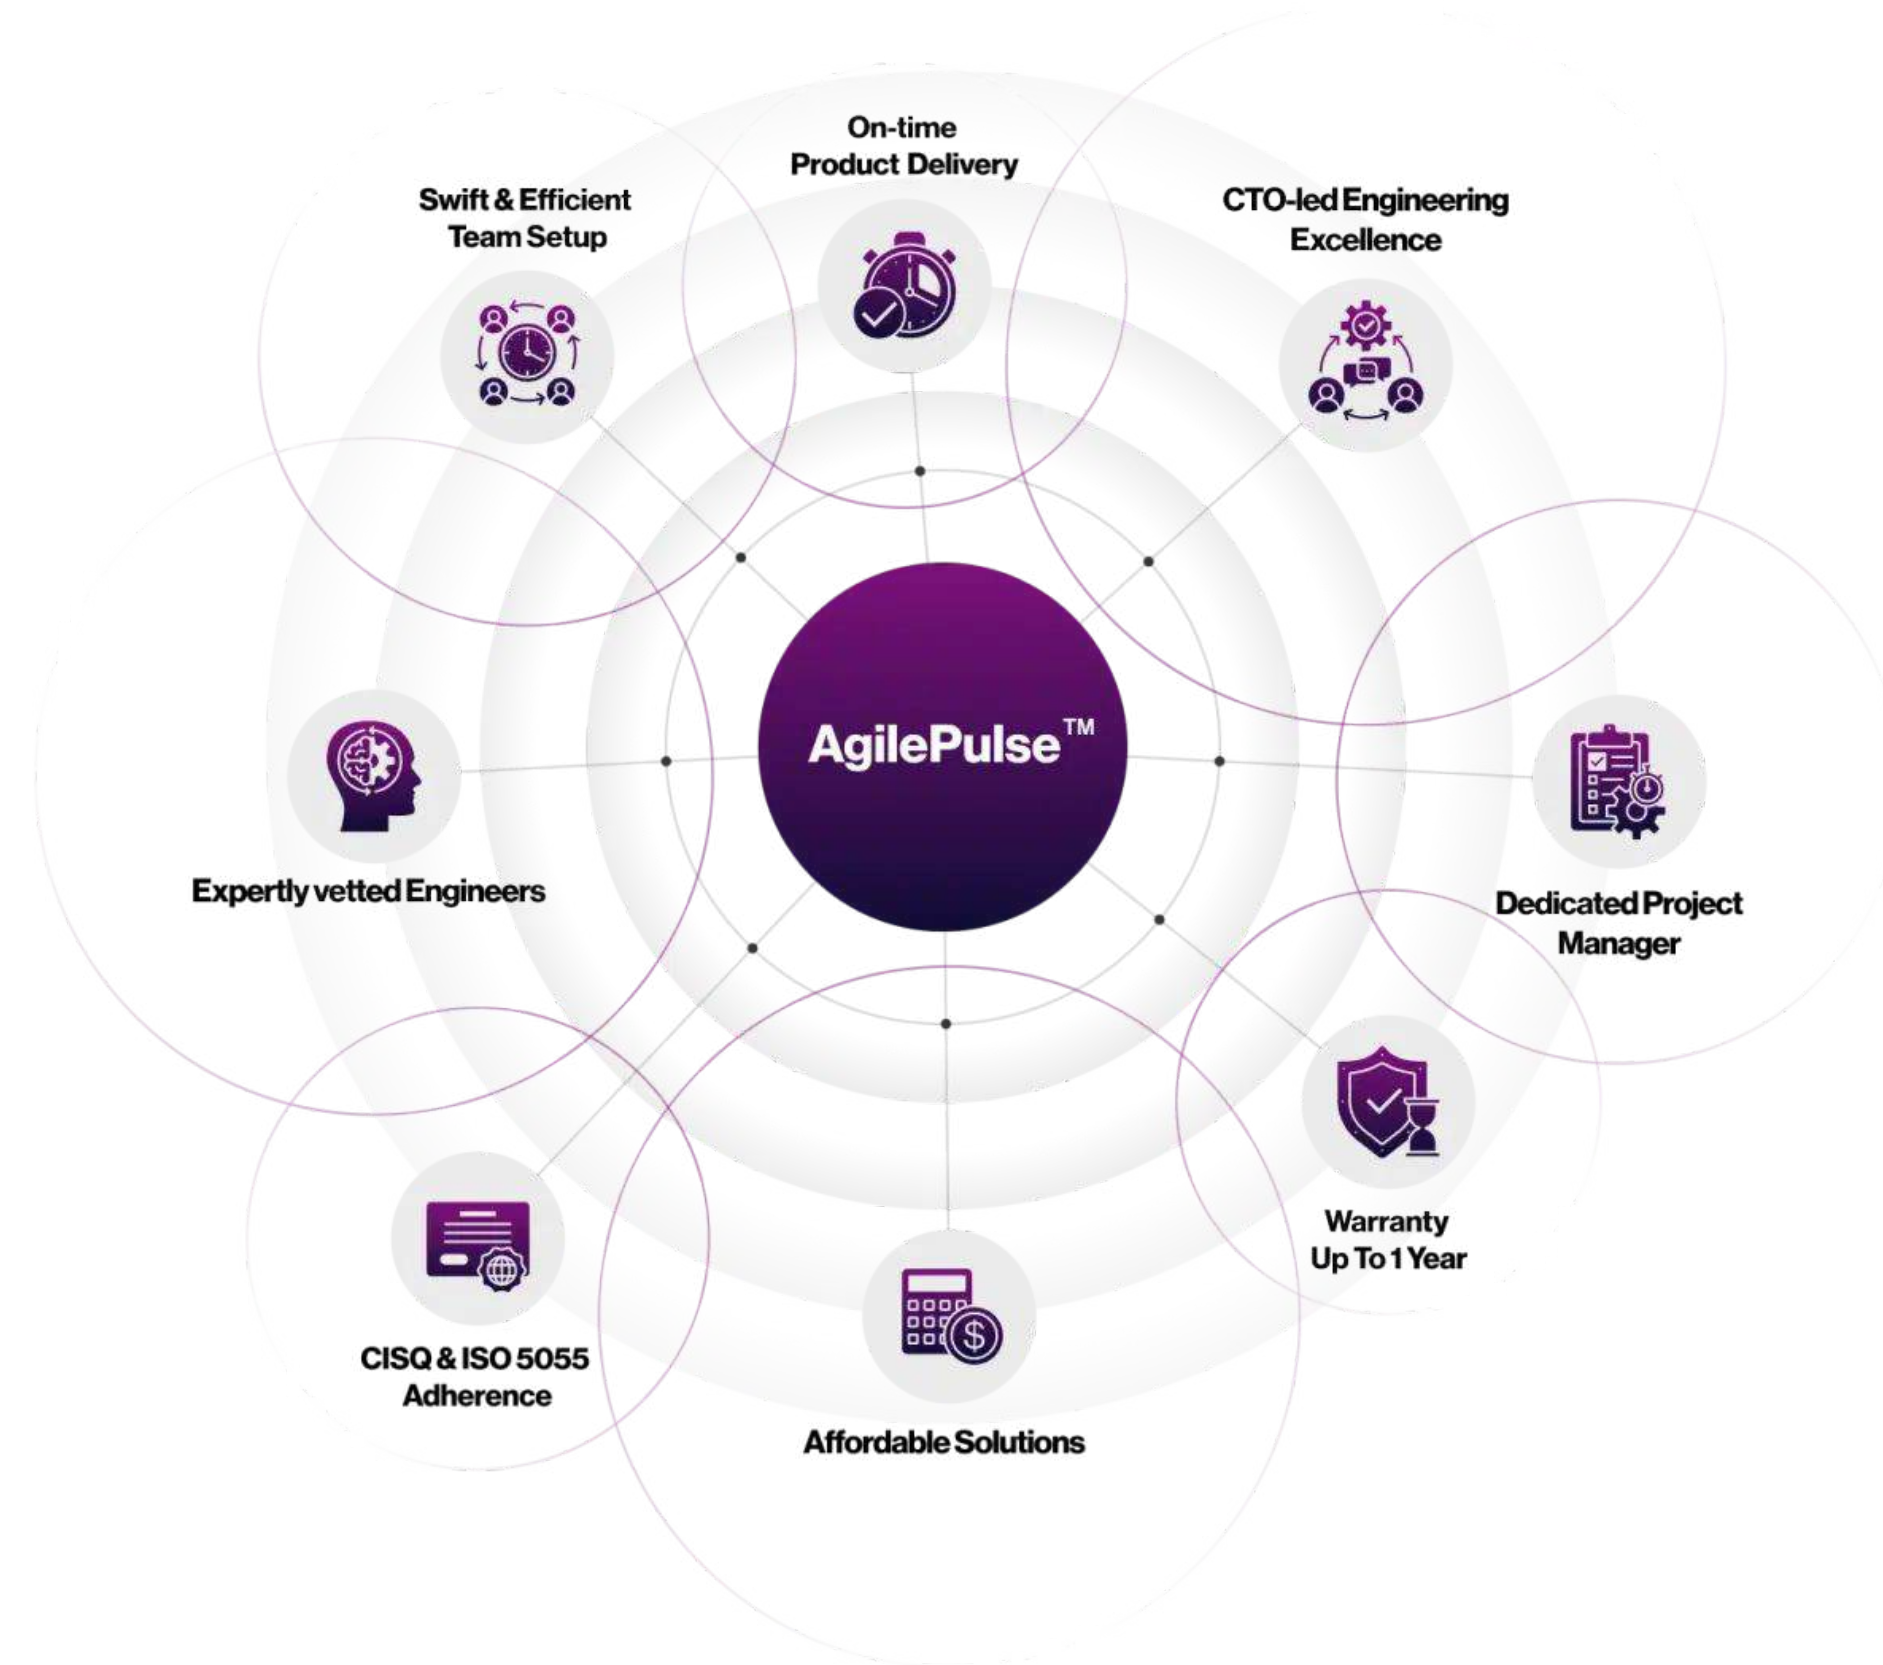 On-time
Product Delivery
Swift & Efficient
Team Setup
CTO-led Engineering
Excellence
AgilePulse™
Expertly vetted Engineers
Dedicated Project
Manager
Warranty
Up To 1 Year
CISQ & ISO 5055
Adherence
Affordable Solutions
$